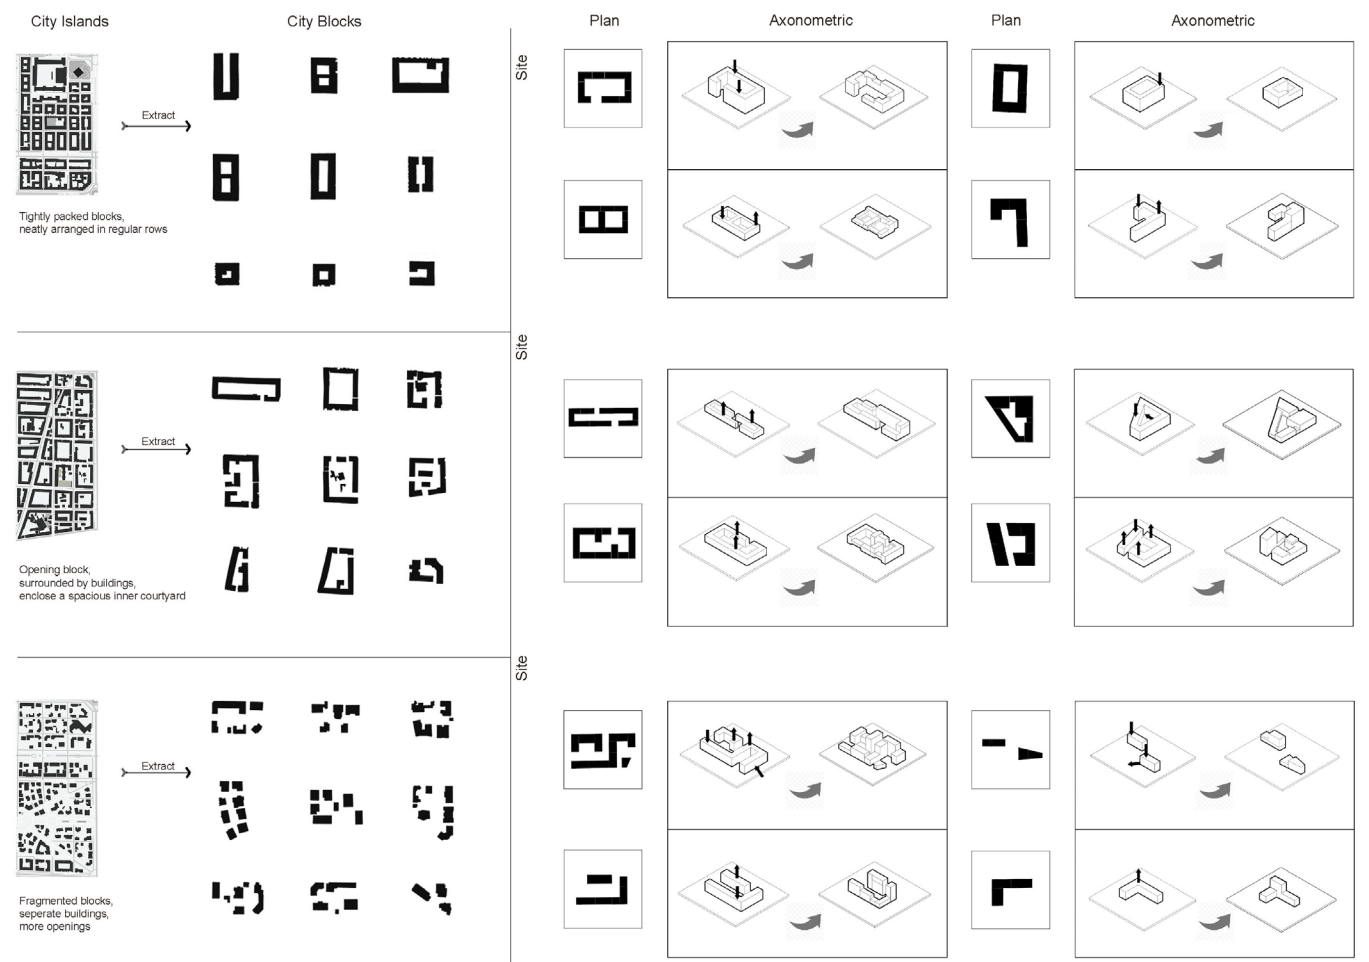 City Islands
City Blocks
Plan
Axonometric
Plan
Axonometric
Site
Extract
Tightly packed blocks,
neatly arranged in regular rows
Site
Extract
Opening block,
surrounded by buildings,
enclose a spacious inner courtyard
Site
Extract
Fragmented blocks,
seperate buildings,
more openings